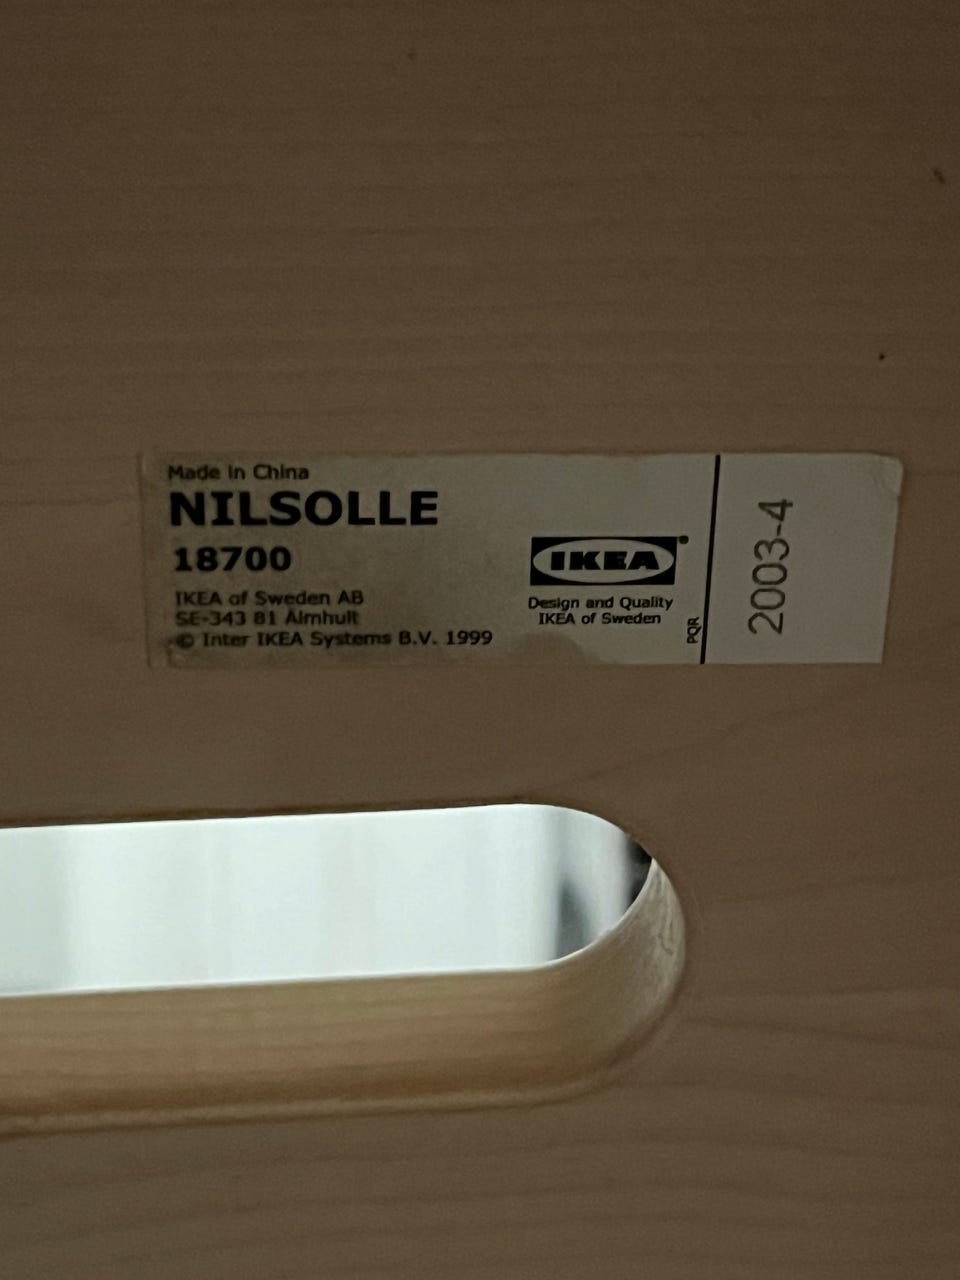 Made in China
NILSOLLE
18700
IKEA of Sweden AB
SE-343 81 Älmhult
© Inter IKEA Systems B.V. 1999
IKEA®
Design and Quality
IKEA of Sweden
PQR
2003-4